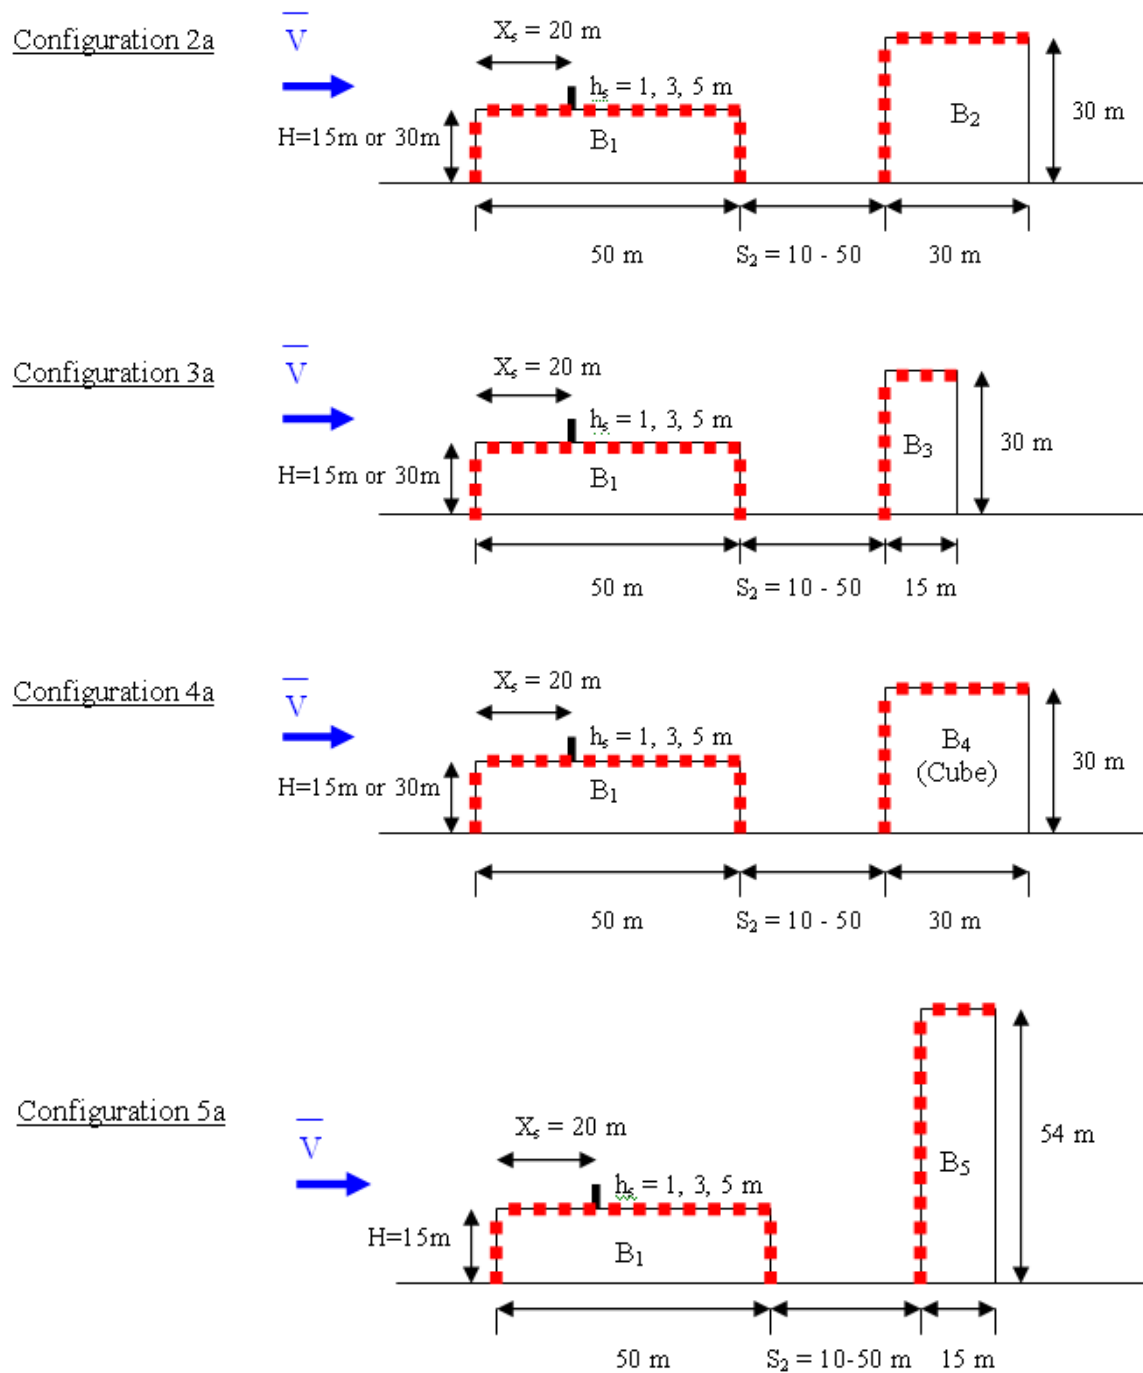 Configuration 2a
V
Xs = 20 m
hs = 1, 3, 5 m
H=15m or 30m
B1
B2
30 m
50 m
S2 = 10 - 50
30 m
Configuration 3a
V
Xs = 20 m
hs = 1, 3, 5 m
H=15m or 30m
B1
B3
30 m
50 m
S2 = 10 - 50
15 m
Configuration 4a
V
Xs = 20 m
hs = 1, 3, 5 m
H=15m or 30m
B1
B4
(Cube)
30 m
50 m
S2 = 10 - 50
30 m
Configuration 5a
V
Xs = 20 m
hs = 1, 3, 5 m
H=15m
B1
B5
54 m
50 m
S2 = 10-50 m
15 m